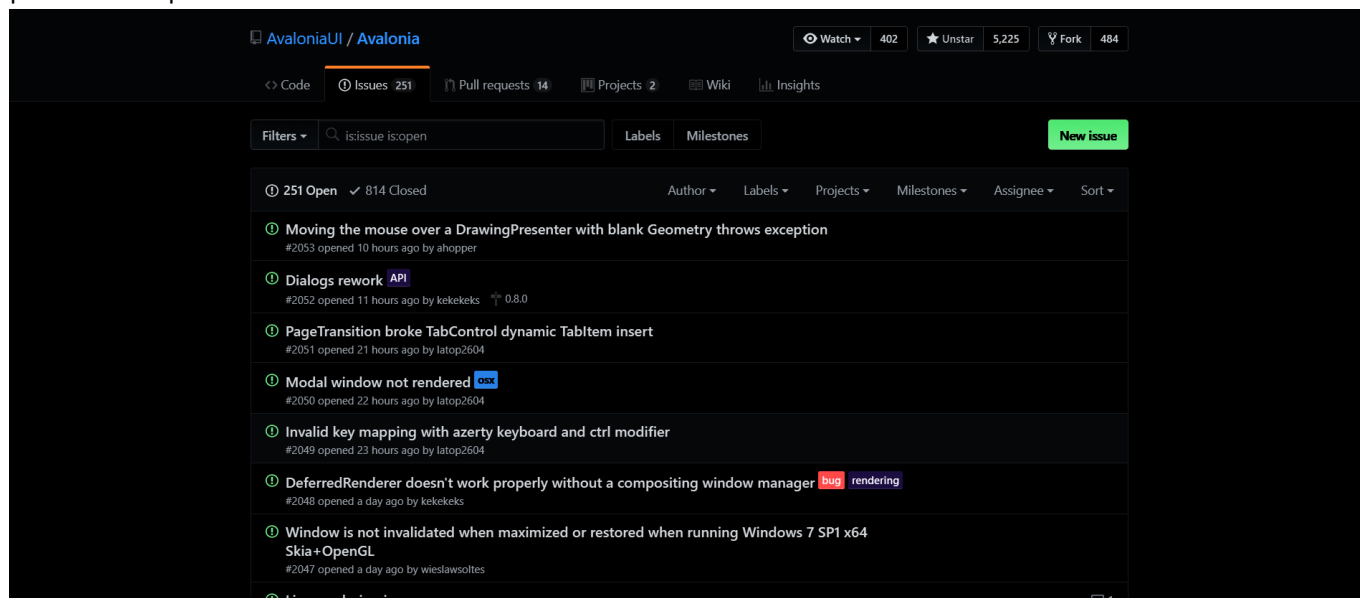 AvaloniaUI / Avalonia
Watch 402 Unstar 5,225 Fork 484
Code Issues 251 Pull requests 14 Projects 2 Wiki Insights
Filters is:issue is:open Labels Milestones New issue
251 Open 814 Closed Author Labels Projects Milestones Assignee Sort
Moving the mouse over a DrawingPresenter with blank Geometry throws exception
#2053 opened 10 hours ago by ahopper
Dialogs rework API
#2052 opened 11 hours ago by kekekeks 0.8.0
PageTransition broke TabControl dynamic TabItem insert
#2051 opened 21 hours ago by latop2604
Modal window not rendered osx
#2050 opened 22 hours ago by latop2604
Invalid key mapping with azerty keyboard and ctrl modifier
#2049 opened 23 hours ago by latop2604
DeferredRenderer doesn't work properly without a compositing window manager bug rendering
#2048 opened a day ago by kekekeks
Window is not invalidated when maximized or restored when running Windows 7 SP1 x64
Skia+OpenGL
#2047 opened a day ago by wieslawsoltes